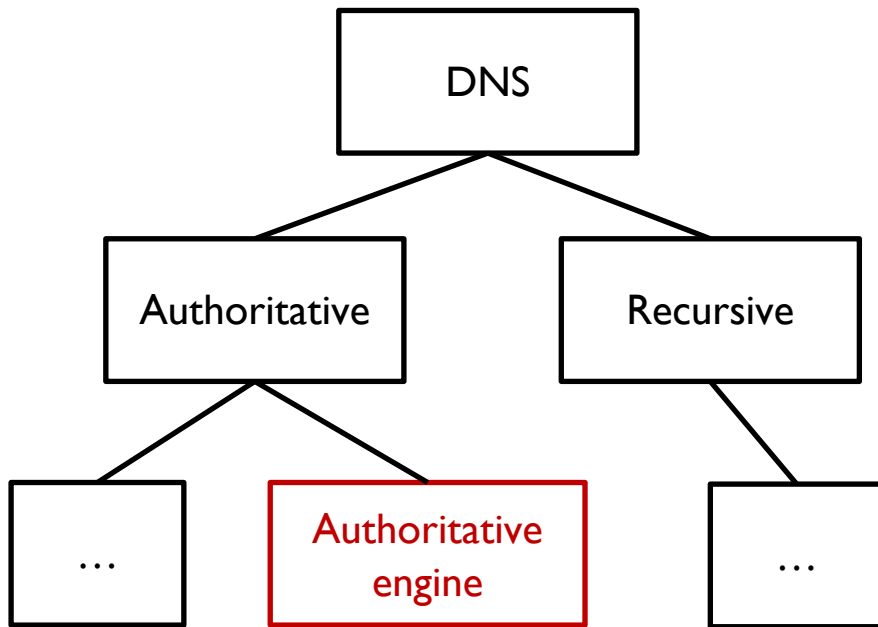 DNS
Authoritative
Recursive
...
Authoritative
engine
...